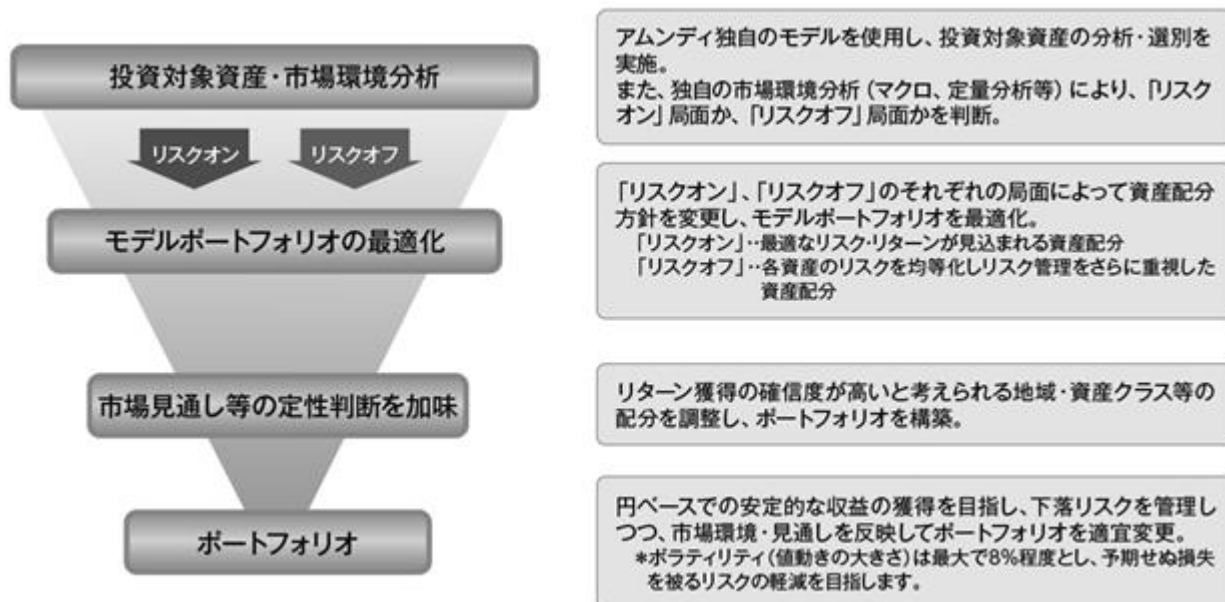 投資対象資産・市場環境分析
アムンディ独自のモデルを使用し、投資対象資産の分析・選別を
実施。
また、独自の市場環境分析(マクロ、定量分析等)により、「リスク
オン」局面か、「リスクオフ」局面かを判断。
リスクオン
リスクオフ
モデルポートフォリオの最適化
「リスクオン」、「リスクオフ」のそれぞれの局面によって資産配分
方針を変更し、モデルポートフォリオを最適化。
「リスクオン」‥最適なリスク・リターンが見込まれる資産配分
「リスクオフ」‥各資産のリスクを均等化しリスク管理をさらに重視した
資産配分
市場見通し等の定性判断を加味
リターン獲得の確信度が高いと考えられる地域・資産クラス等の
配分を調整し、ポートフォリオを構築。
ポートフォリオ
円ベースでの安定的な収益の獲得を目指し、下落リスクを管理し
つつ、市場環境・見通しを反映してポートフォリオを適宜変更。
*ボラティリティ(値動きの大きさ)は最大で8%程度とし、予期せぬ損失
を被るリスクの軽減を目指します。